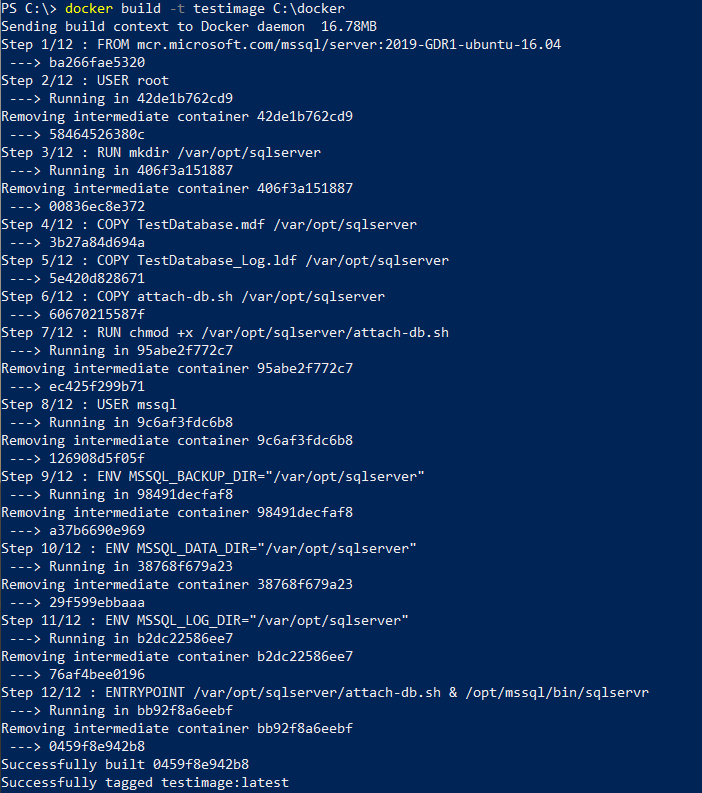 PS C:\> docker build -t testimage C:\docker
Sending build context to Docker daemon  16.78MB
Step 1/12 : FROM mcr.microsoft.com/mssql/server:2019-GDR1-ubuntu-16.04
 ---> ba266fae5320
Step 2/12 : USER root
 ---> Running in 42de1b762cd9
Removing intermediate container 42de1b762cd9
 ---> 58464526380c
Step 3/12 : RUN mkdir /var/opt/sqlserver
 ---> Running in 406f3a151887
Removing intermediate container 406f3a151887
 ---> 00836ec8e372
Step 4/12 : COPY TestDatabase.mdf /var/opt/sqlserver
 ---> 3b27a84d694a
Step 5/12 : COPY TestDatabase_Log.ldf /var/opt/sqlserver
 ---> 5e420d828671
Step 6/12 : COPY attach-db.sh /var/opt/sqlserver
 ---> 60670215587f
Step 7/12 : RUN chmod +x /var/opt/sqlserver/attach-db.sh
 ---> Running in 95abe2f772c7
Removing intermediate container 95abe2f772c7
 ---> ec425f299b71
Step 8/12 : USER mssql
 ---> Running in 9c6af3fdc6b8
Removing intermediate container 9c6af3fdc6b8
 ---> 126908d5f05f
Step 9/12 : ENV MSSQL_BACKUP_DIR="/var/opt/sqlserver"
 ---> Running in 98491decfaf8
Removing intermediate container 98491decfaf8
 ---> a37b6690e969
Step 10/12 : ENV MSSQL_DATA_DIR="/var/opt/sqlserver"
 ---> Running in 38768f679a23
Removing intermediate container 38768f679a23
 ---> 29f599ebbaaa
Step 11/12 : ENV MSSQL_LOG_DIR="/var/opt/sqlserver"
 ---> Running in b2dc22586ee7
Removing intermediate container b2dc22586ee7
 ---> 76af4bee0196
Step 12/12 : ENTRYPOINT /var/opt/sqlserver/attach-db.sh & /opt/mssql/bin/sqlservr
 ---> Running in bb92f8a6eebf
Removing intermediate container bb92f8a6eebf
 ---> 0459f8e942b8
Successfully built 0459f8e942b8
Successfully tagged testimage:latest